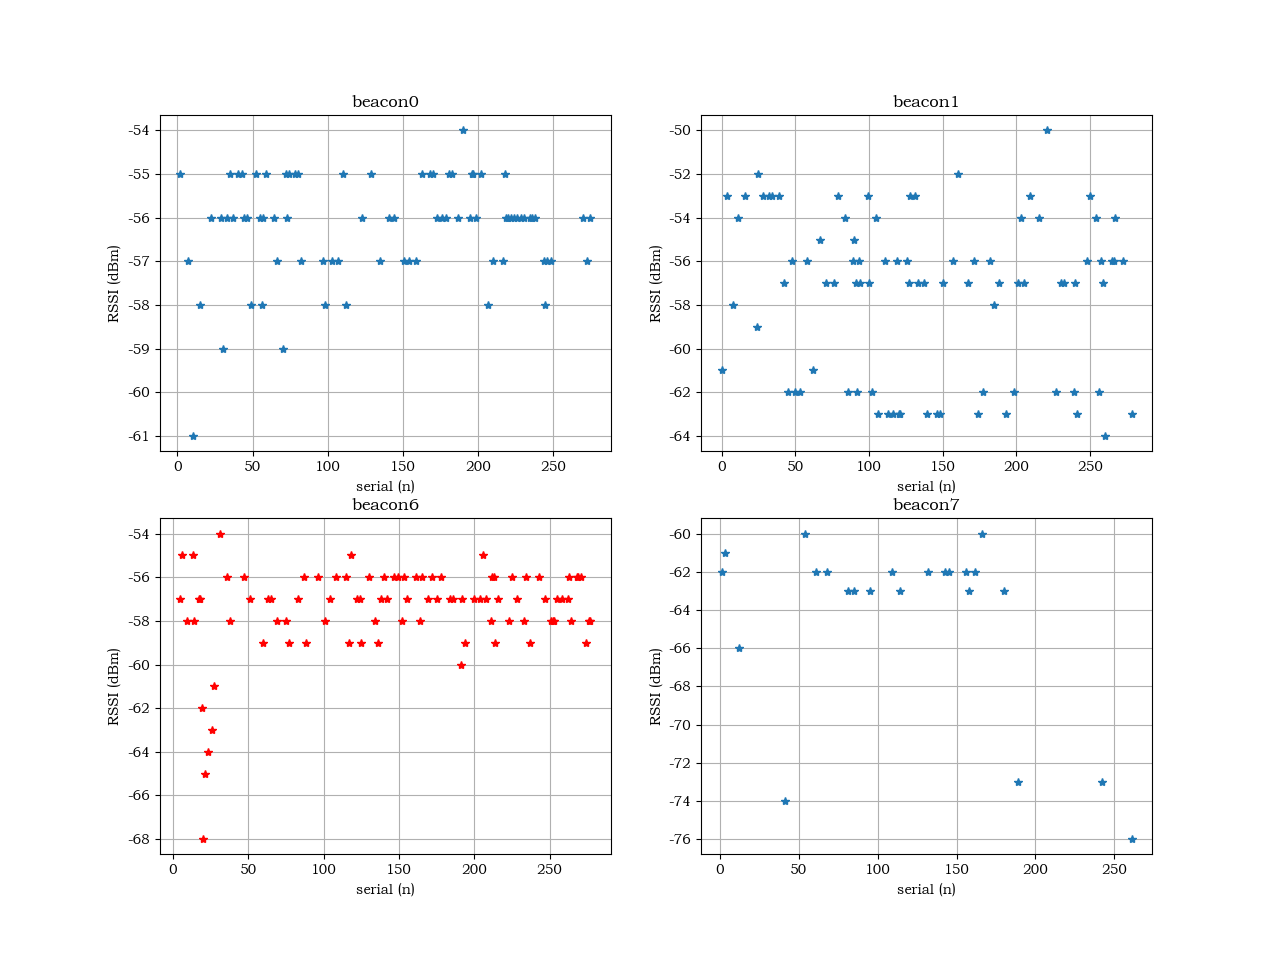 beacon0
-54
-55
-56
-57
-58
-59
-60
-61
RSSI (dBm)
0 50 100 150 200 250
serial (n)
beacon1
-50
-52
-54
-56
-58
-60
-62
-64
RSSI (dBm)
0 50 100 150 200 250
serial (n)
beacon6
-54
-56
-58
-60
-62
-64
-66
-68
RSSI (dBm)
0 50 100 150 200 250
serial (n)
beacon7
-60
-62
-64
-66
-68
-70
-72
-74
-76
RSSI (dBm)
0 50 100 150 200 250
serial (n)